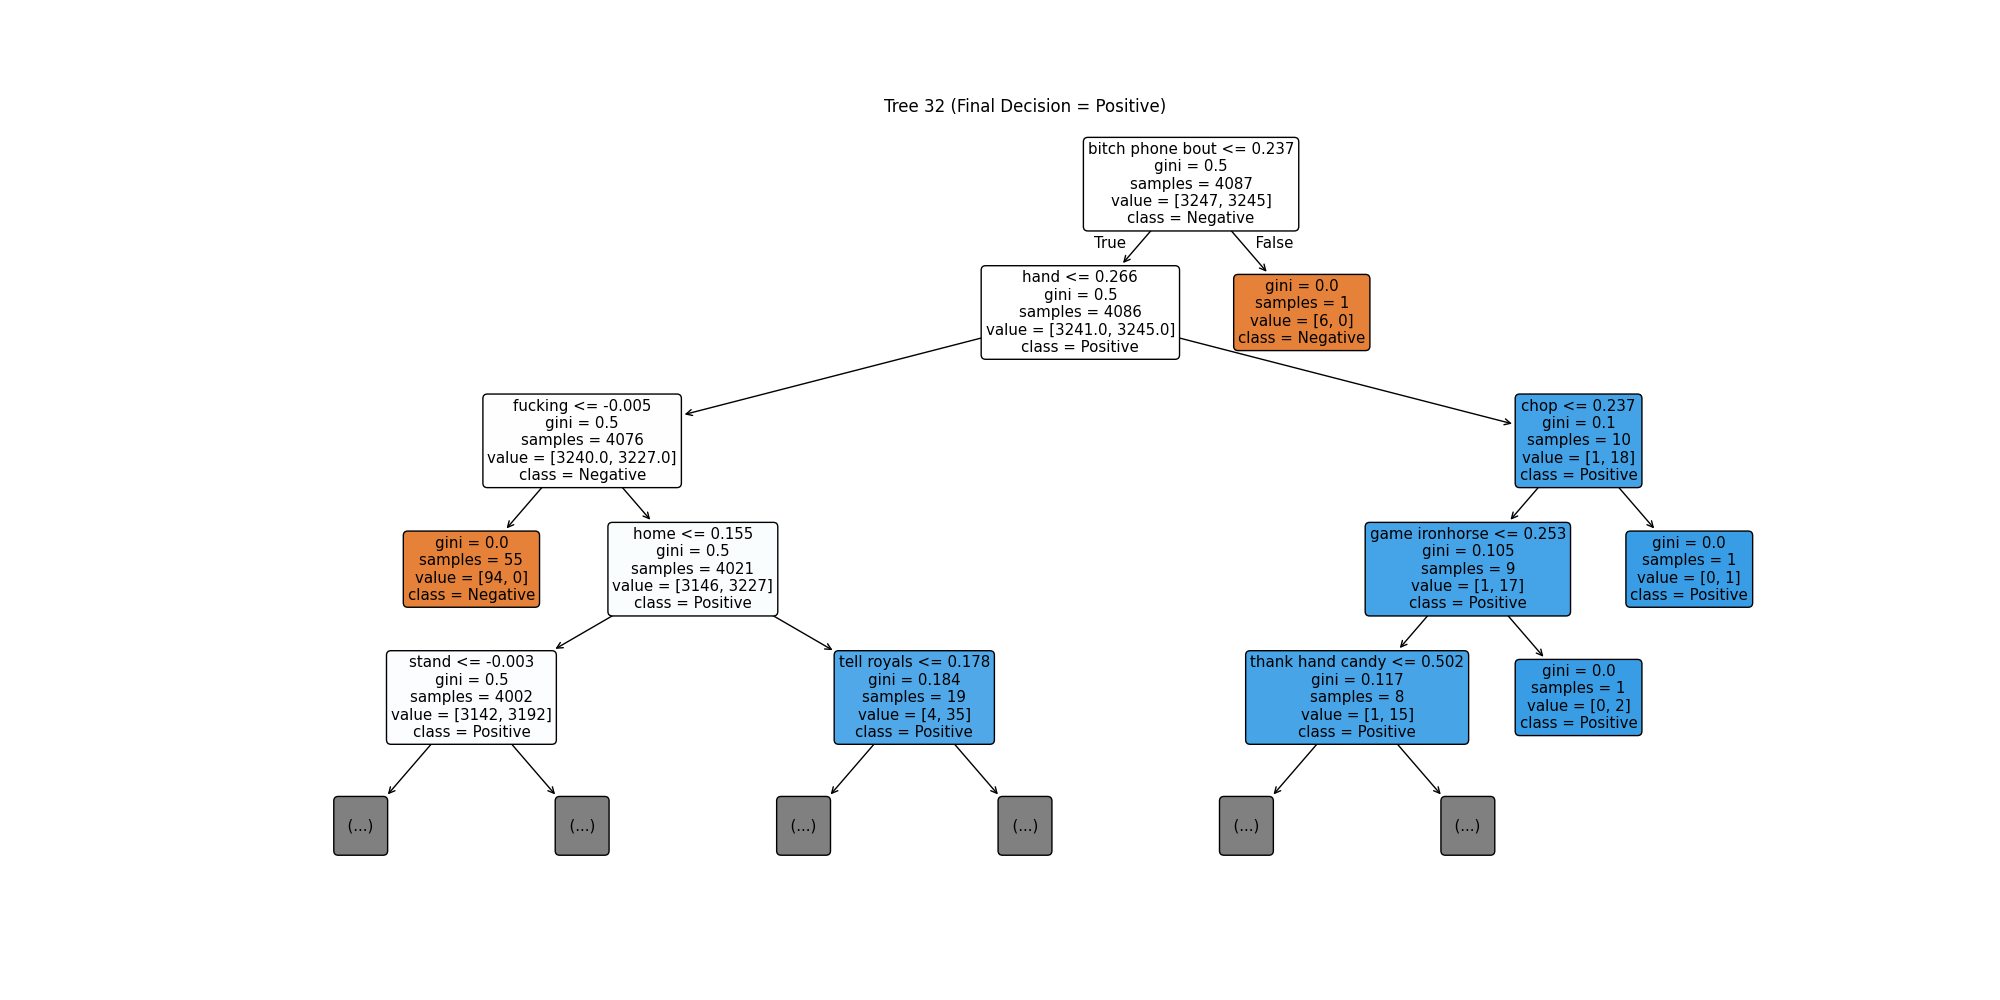 Tree 32 (Final Decision = Positive)
bitch phone bout <= 0.237
gini = 0.5
samples = 4087
value = [3247, 3245]
class = Negative
True
False
hand <= 0.266
gini = 0.5
samples = 4086
value = [3241.0, 3245.0]
class = Positive
gini = 0.0
samples = 1
value = [6, 0]
class = Negative
fucking <= -0.005
gini = 0.5
samples = 4076
value = [3240.0, 3227.0]
class = Negative
chop <= 0.237
gini = 0.1
samples = 10
value = [1, 18]
class = Positive
gini = 0.0
samples = 55
value = [94, 0]
class = Negative
home <= 0.155
gini = 0.5
samples = 4021
value = [3146, 3227]
class = Positive
game ironhorse <= 0.253
gini = 0.105
samples = 9
value = [1, 17]
class = Positive
gini = 0.0
samples = 1
value = [0, 1]
class = Positive
stand <= -0.003
gini = 0.5
samples = 4002
value = [3142, 3192]
class = Positive
tell royals <= 0.178
gini = 0.184
samples = 19
value = [4, 35]
class = Positive
thank hand candy <= 0.502
gini = 0.117
samples = 8
value = [1, 15]
class = Positive
gini = 0.0
samples = 1
value = [0, 2]
class = Positive
(...)
(...)
(...)
(...)
(...)
(...)